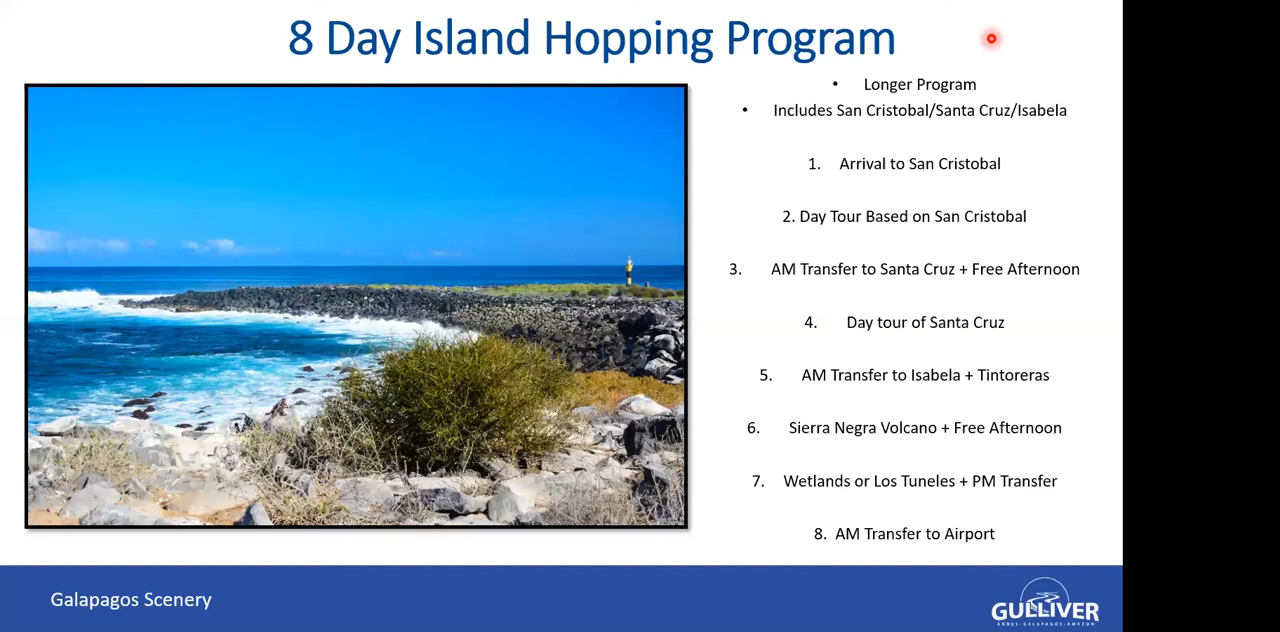 8 Day Island Hopping Program
• Longer Program
• Includes San Cristobal/Santa Cruz/Isabela
1. Arrival to San Cristobal
2. Day Tour Based on San Cristobal
3. AM Transfer to Santa Cruz + Free Afternoon
4. Day tour of Santa Cruz
5. AM Transfer to Isabela + Tintoreras
6. Sierra Negra Volcano + Free Afternoon
7. Wetlands or Los Tuneles + PM Transfer
8. AM Transfer to Airport
Galapagos Scenery
GULLIVER
ANDES-GALAPAGOS-AMAZON